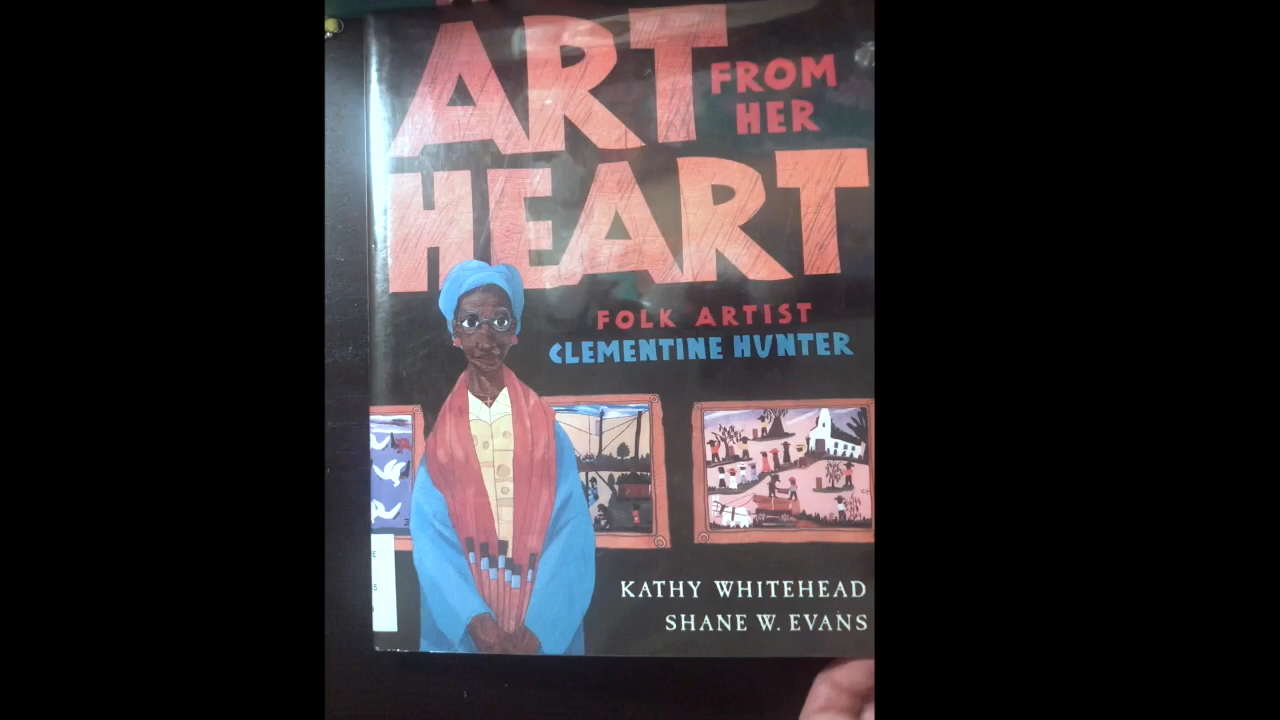 ART
FROM
HER
HEART
FOLK ARTIST
CLEMENTINE HUNTER
E
KATHY WHITEHEAD
SHANE W. EVANS